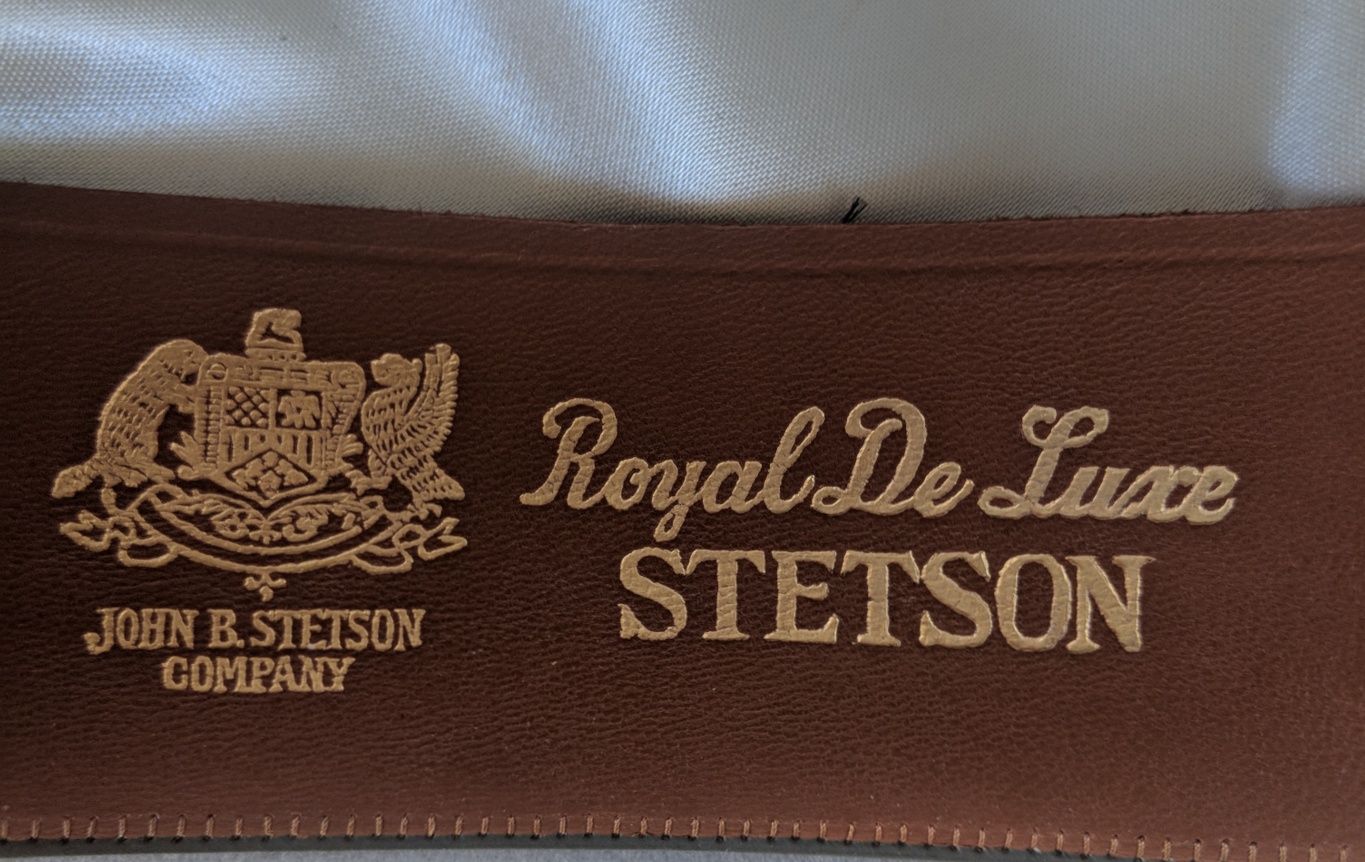 JOHN B. STETSON
COMPANY
Royal De Luxe
STETSON